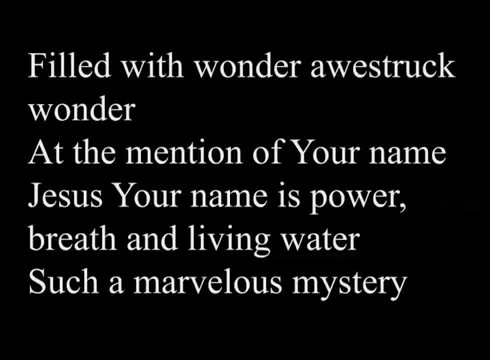 Filled with wonder awestruck
wonder
At the mention of Your name
Jesus Your name is power,
breath and living water
Such a marvelous mystery